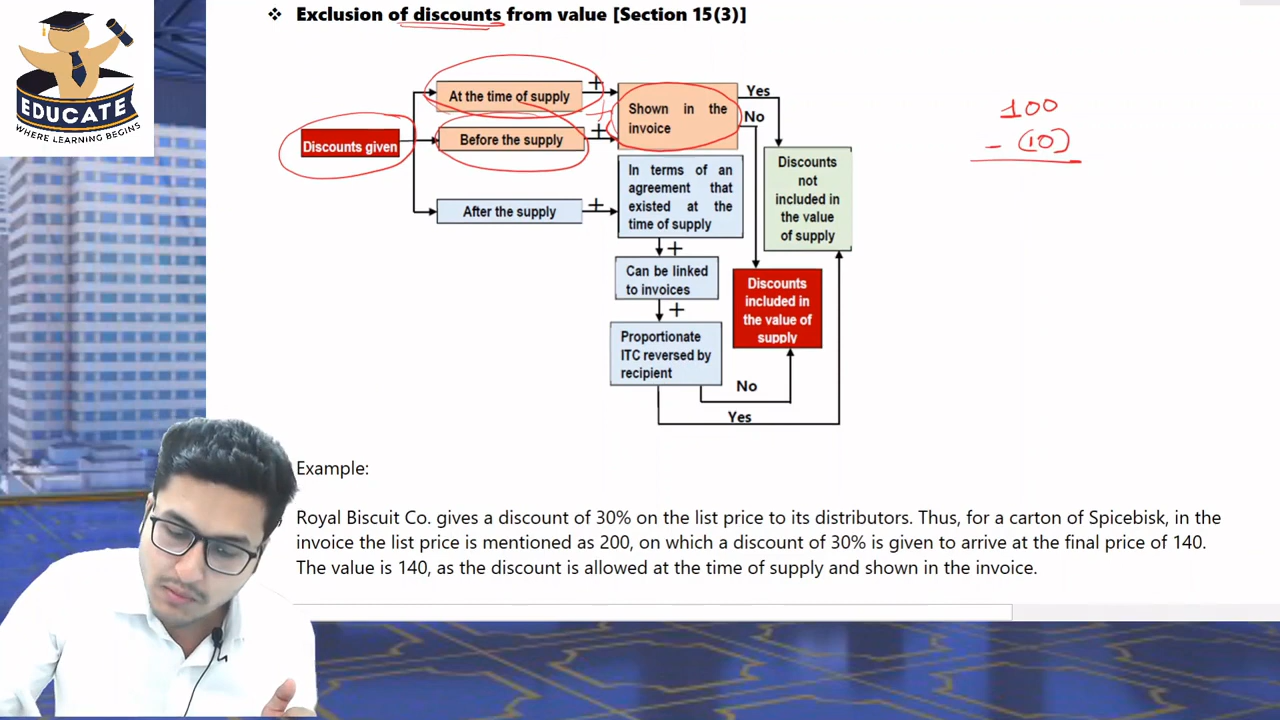 ❖ Exclusion of discounts from value [Section 15(3)]
EDUCATE
WHERE LEARNING BEGINS
Discounts given
At the time of supply
+
Before the supply
+
After the supply
+
Shown in the
invoice
Yes
No
100
- (10)
In terms of an
agreement that
existed at the
time of supply
+
Can be linked
to invoices
+
Proportionate
ITC reversed by
recipient
Discounts
not
included in
the value
of supply
Discounts
included in
the value of
supply
No
Yes
Example:
Royal Biscuit Co. gives a discount of 30% on the list price to its distributors. Thus, for a carton of Spicebisk, in the
invoice the list price is mentioned as 200, on which a discount of 30% is given to arrive at the final price of 140.
The value is 140, as the discount is allowed at the time of supply and shown in the invoice.